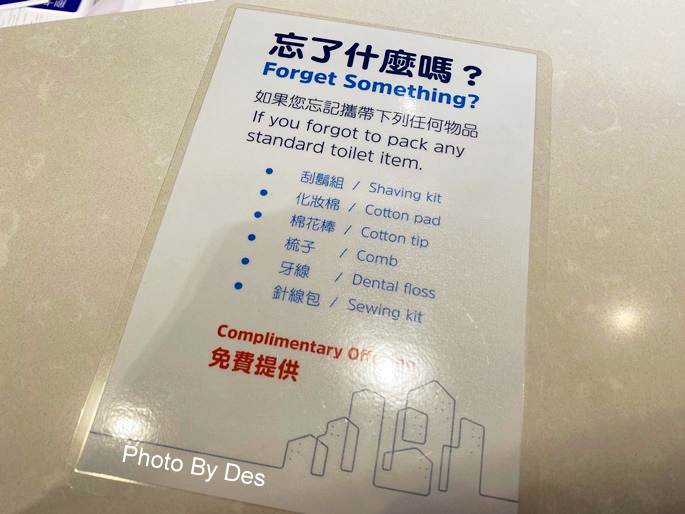 忘了什麼嗎？
Forget Something?
如果您忘記攜帶下列任何物品
If you forgot to pack any
standard toilet item.
• 刮鬍組 / Shaving kit
• 化妝棉 / Cotton pad
• 棉花棒 / Cotton tip
• 梳子 / Comb
• 牙線 / Dental floss
• 針線包 / Sewing kit
Complimentary Offering
免費提供
Photo By Des